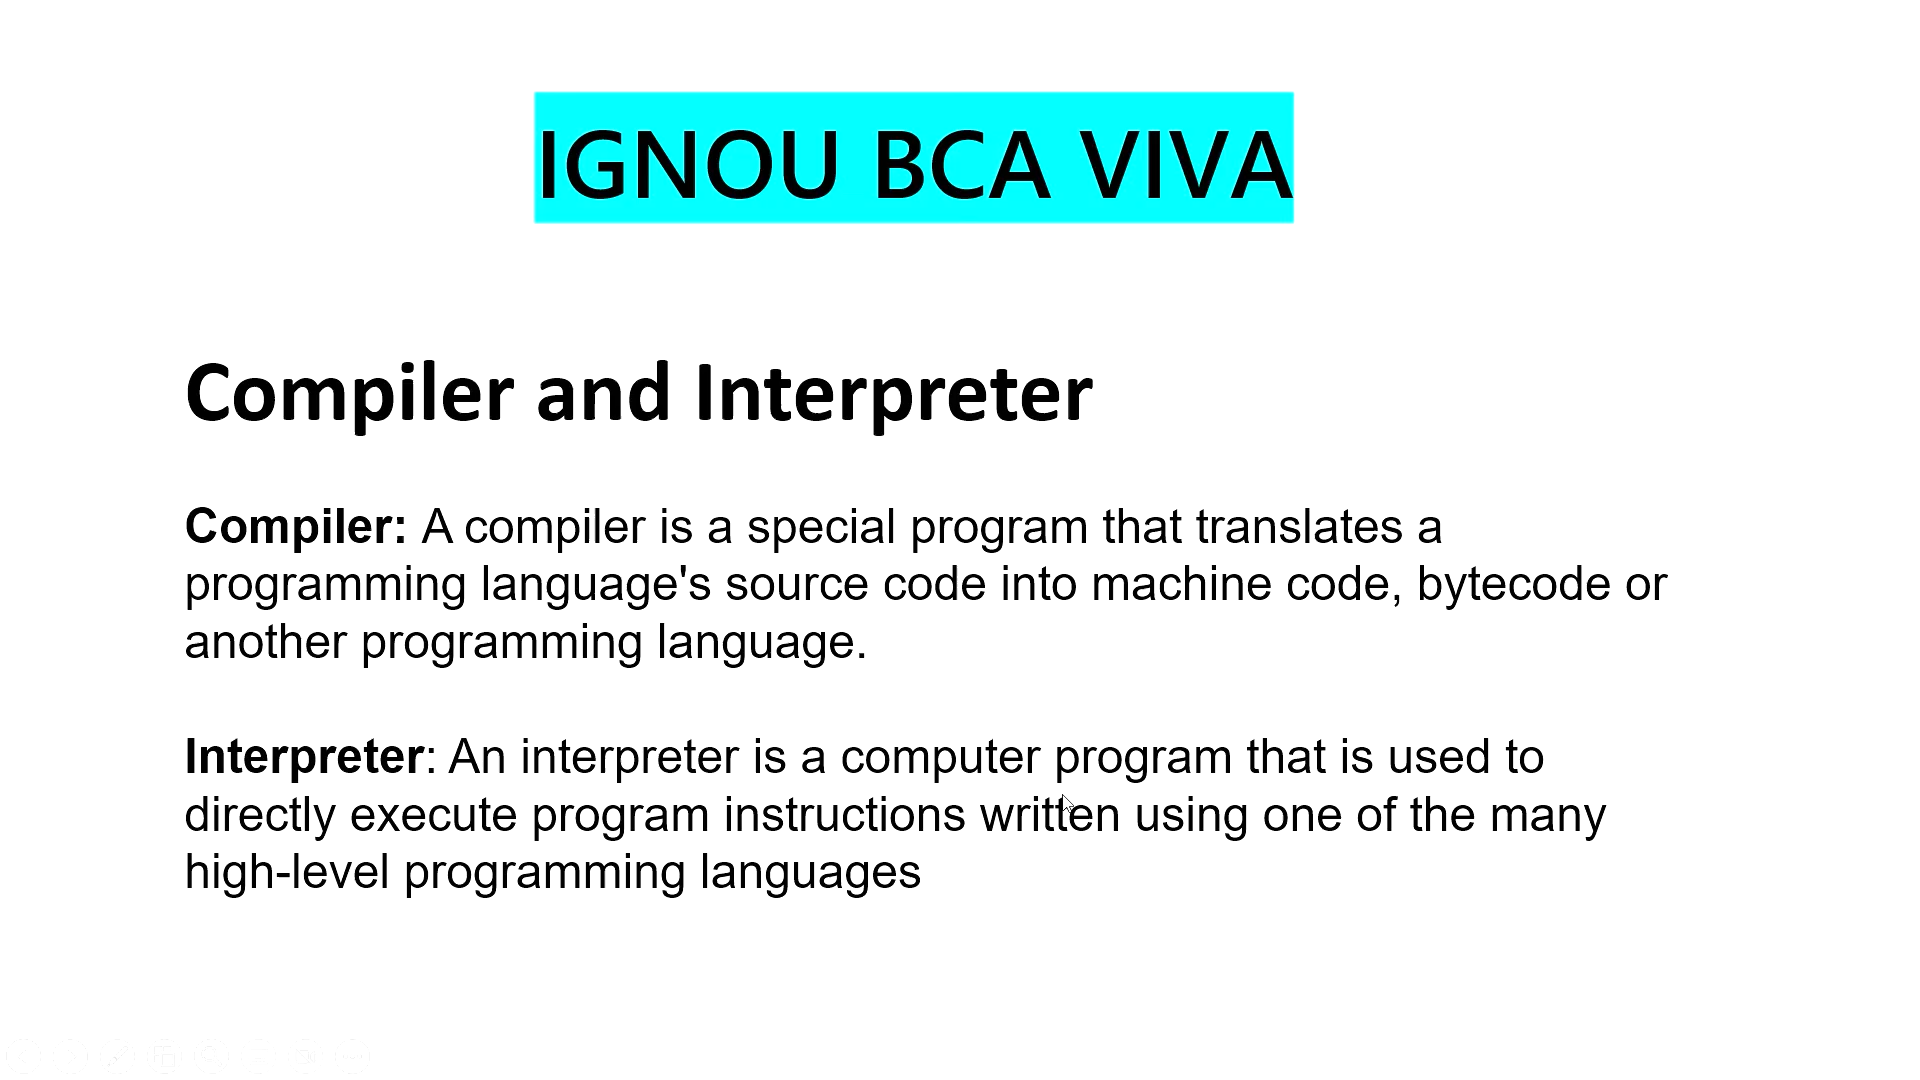 IGNOU BCA VIVA
Compiler and Interpreter
Compiler: A compiler is a special program that translates a
programming language's source code into machine code, bytecode or
another programming language.
Interpreter: An interpreter is a computer program that is used to
directly execute program instructions written using one of the many
high-level programming languages